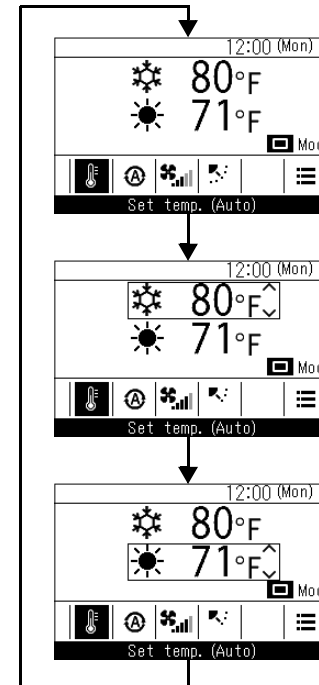 12:00 (Mon)
80°F
71°F
A
Set temp. (Auto)
12:00 (Mon)
80°F
71°F
A
Set temp. (Auto)
12:00 (Mon)
80°F
71°F
A
Set temp. (Auto)